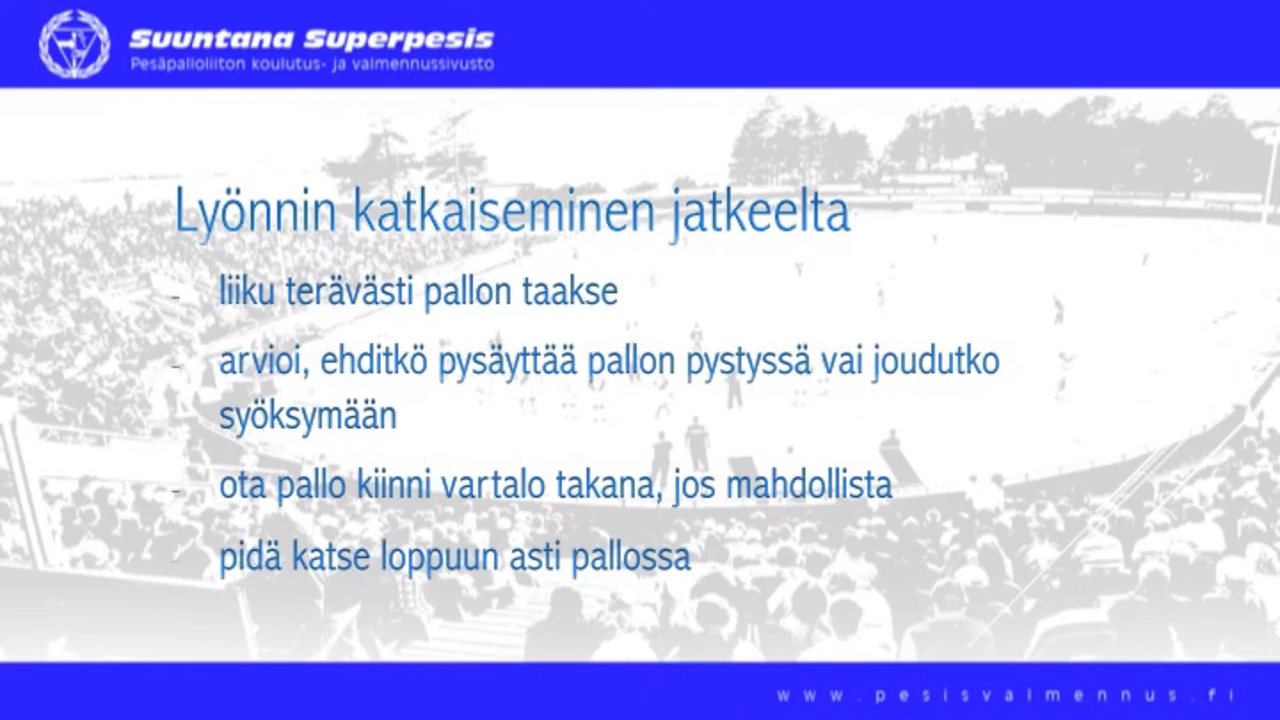 Suuntana Superpesis
Pesäpalloliiton koulutus- ja valmennussivusto
Lyönnin katkaiseminen jatkeelta
- liiku terävästi pallon taakse
- arvioi, ehditkö pysäyttää pallon pystyssä vai joudutko
syöksymään
- ota pallo kiinni vartalo takana, jos mahdollista
- pidä katse loppuun asti pallossa
www.pesisvalmennus.fi